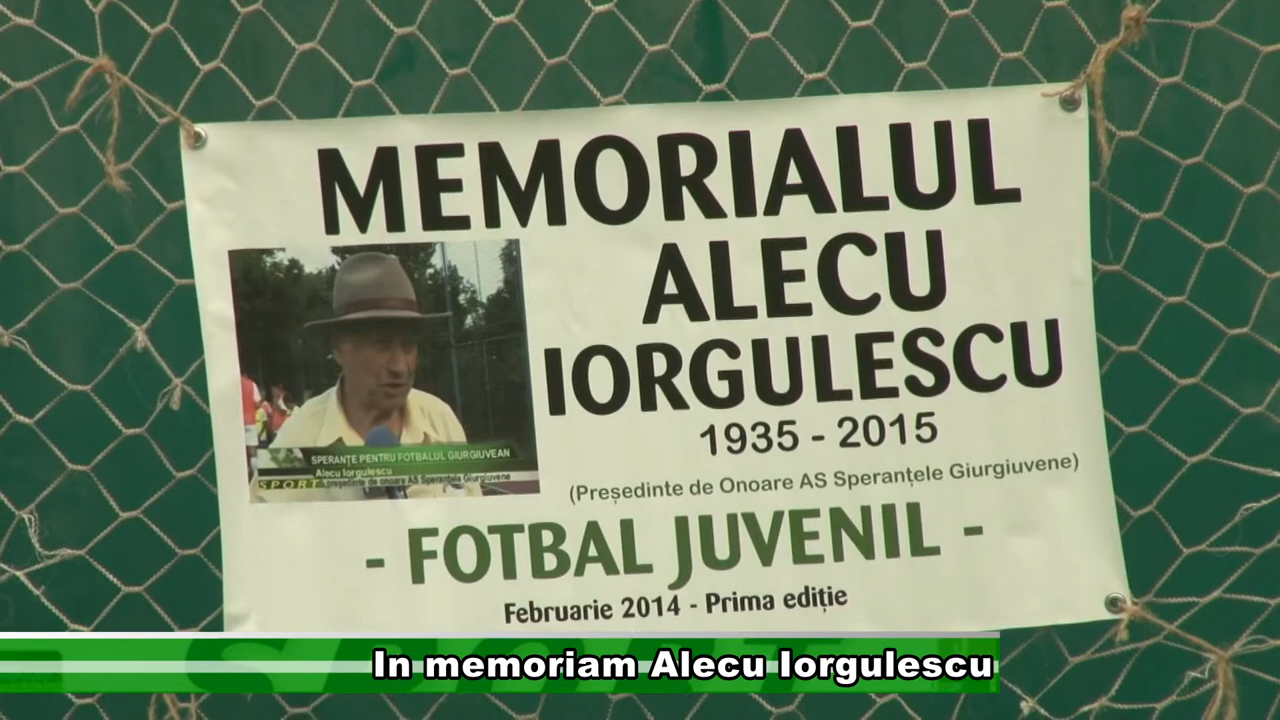 MEMORIALUL
ALECU
IORGULESCU
1935 - 2015
(Președinte de Onoare AS Speranțele Giurgiuvene)
SPERANȚE PENTRU FOTBALUL GIURGIUVEAN
Alecu Iorgulescu
SPORT președinte de onoare AS Speranțele Giurgiuvene
- FOTBAL JUVENIL -
Februarie 2014 - Prima ediție
In memoriam Alecu Iorgulescu